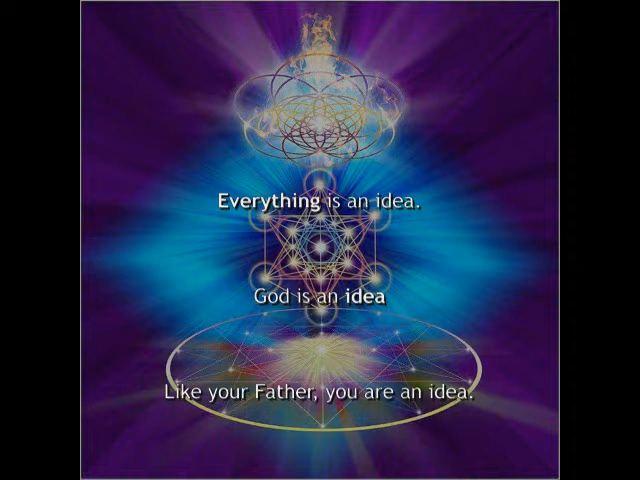 Everything is an idea.
God is an idea
Like your Father, you are an idea.